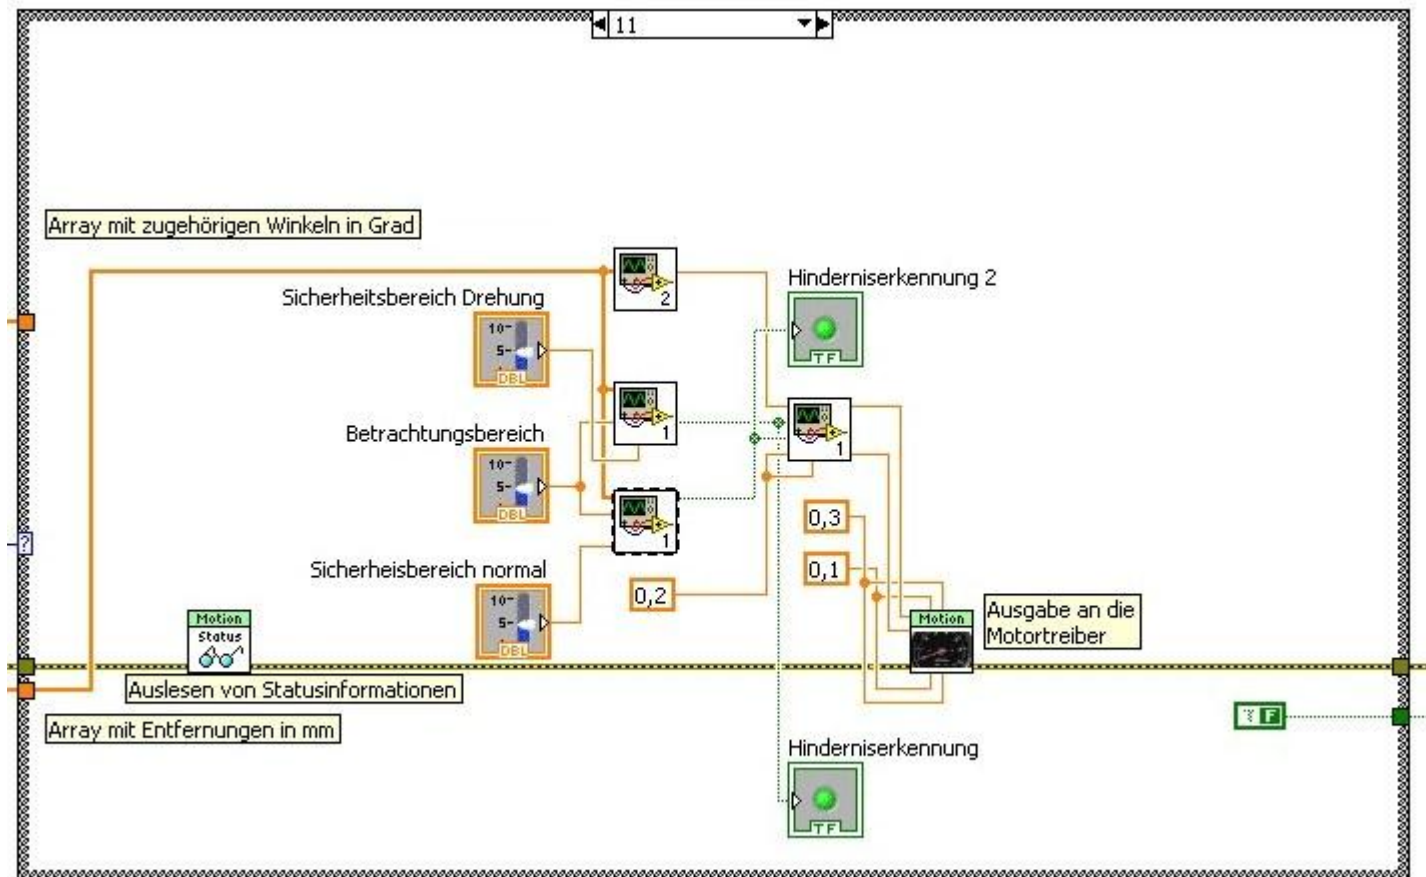 11
Array mit zugehörigen Winkeln in Grad
2
Hinderniserkennung 2
Sicherheitsbereich Drehung
10
5
DBL
TF
1
Betrachtungsbereich
10
5
DBL
1
1
0,3
Sicherheisbereich normal
0,1
0,2
10
5
DBL
Motion
Status
Motion
Ausgabe an die
Motortreiber
?
Auslesen von Statusinformationen
Array mit Entfernungen in mm
F
Hinderniserkennung
TF